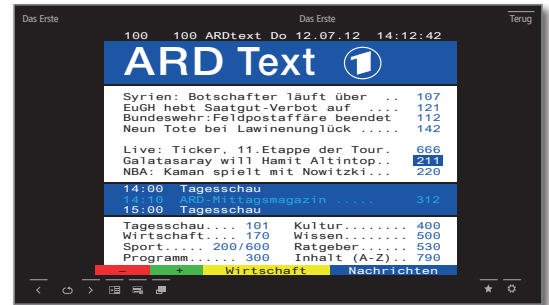 Das Erste Das Erste Terug
100 100 ARDtext Do 12.07.12 14:12:42
ARD Text 1
Syrien: Botschafter läuft über .. 107
EuGH hebt Saatgut-Verbot auf .... 121
Bundeswehr:Feldpostaffäre beendet 112
Neun Tote bei Lawinenunglück ..... 142
Live: Ticker, 11.Etappe der Tour. 666
Galatasaray will Hamit Altintop.. 211
NBA: Kaman spielt mit Nowitzki... 220
14:00 Tagesschau
14:10 ARD-Mittagsmagazin ..... 312
15:00 Tagesschau
Tagesschau.... 101 Kultur........ 400
Wirtschaft.... 170 Wissen........ 500
Sport..... 200/600 Ratgeber...... 530
Programm...... 300 Inhalt (A-Z).. 790
- + Wirtschaft Nachrichten